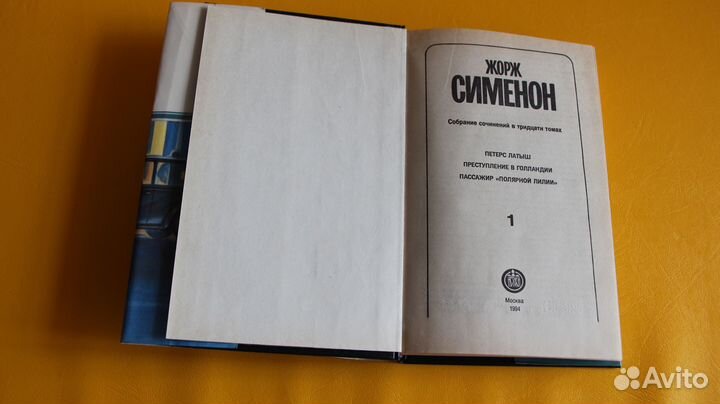 ЖОРЖ
СИМЕНОН
Собрание сочинений в тридцати томах
ПЕТЕРС ЛАТЫШ
ПРЕСТУПЛЕНИЕ В ГОЛЛАНДИИ
ПАССАЖИР «ПОЛЯРНОЙ ЛИЛИИ»
1
Москва
1994
Avito